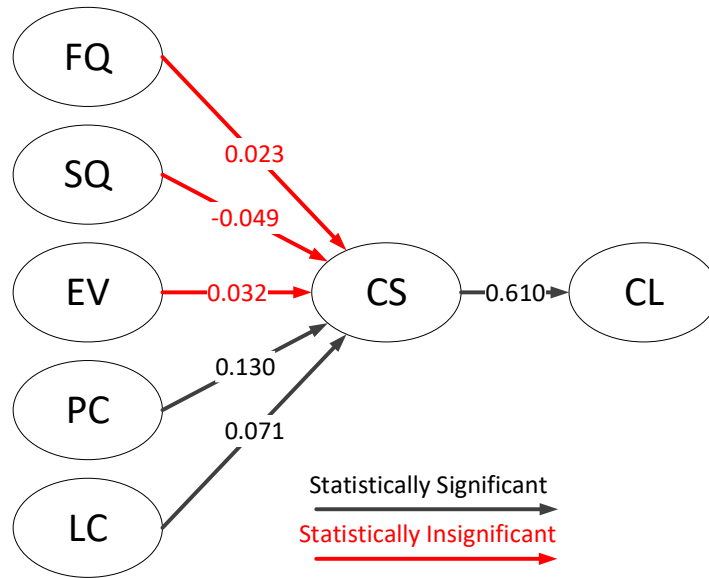 FQ
0.023
SQ
-0.049
EV
0.032
CS
0.610
CL
PC
0.130
0.071
LC
Statistically Significant
Statistically Insignificant